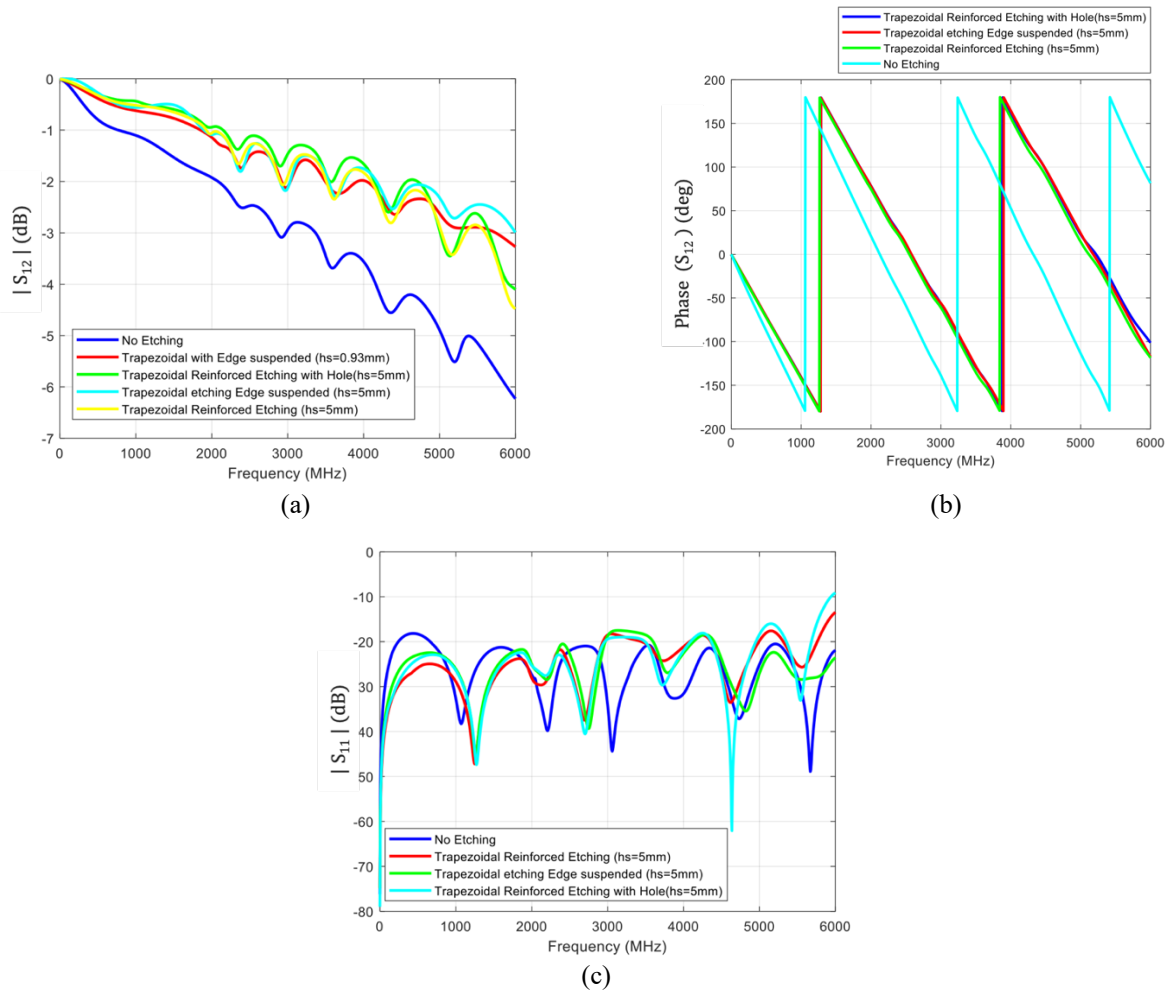 Trapezoidal Reinforced Etching with Hole(hs=5mm)
Trapezoidal etching Edge suspended (hs=5mm)
Trapezoidal Reinforced Etching (hs=5mm)
No Etching
0
-1
-2
-3
-4
-5
-6
-7
| S12 | (dB)
No Etching
Trapezoidal with Edge suspended (hs=0.93mm)
Trapezoidal Reinforced Etching with Hole(hs=5mm)
Trapezoidal etching Edge suspended (hs=5mm)
Trapezoidal Reinforced Etching (hs=5mm)
0 1000 2000 3000 4000 5000 6000
Frequency (MHz)
(a)
200
150
100
50
0
-50
-100
-150
-200
Phase (S12) (deg)
0 1000 2000 3000 4000 5000 6000
Frequency (MHz)
(b)
0
-10
-20
-30
-40
-50
-60
-70
-80
| S11 | (dB)
No Etching
Trapezoidal Reinforced Etching (hs=5mm)
Trapezoidal etching Edge suspended (hs=5mm)
Trapezoidal Reinforced Etching with Hole(hs=5mm)
0 1000 2000 3000 4000 5000 6000
Frequency (MHz)
(c)